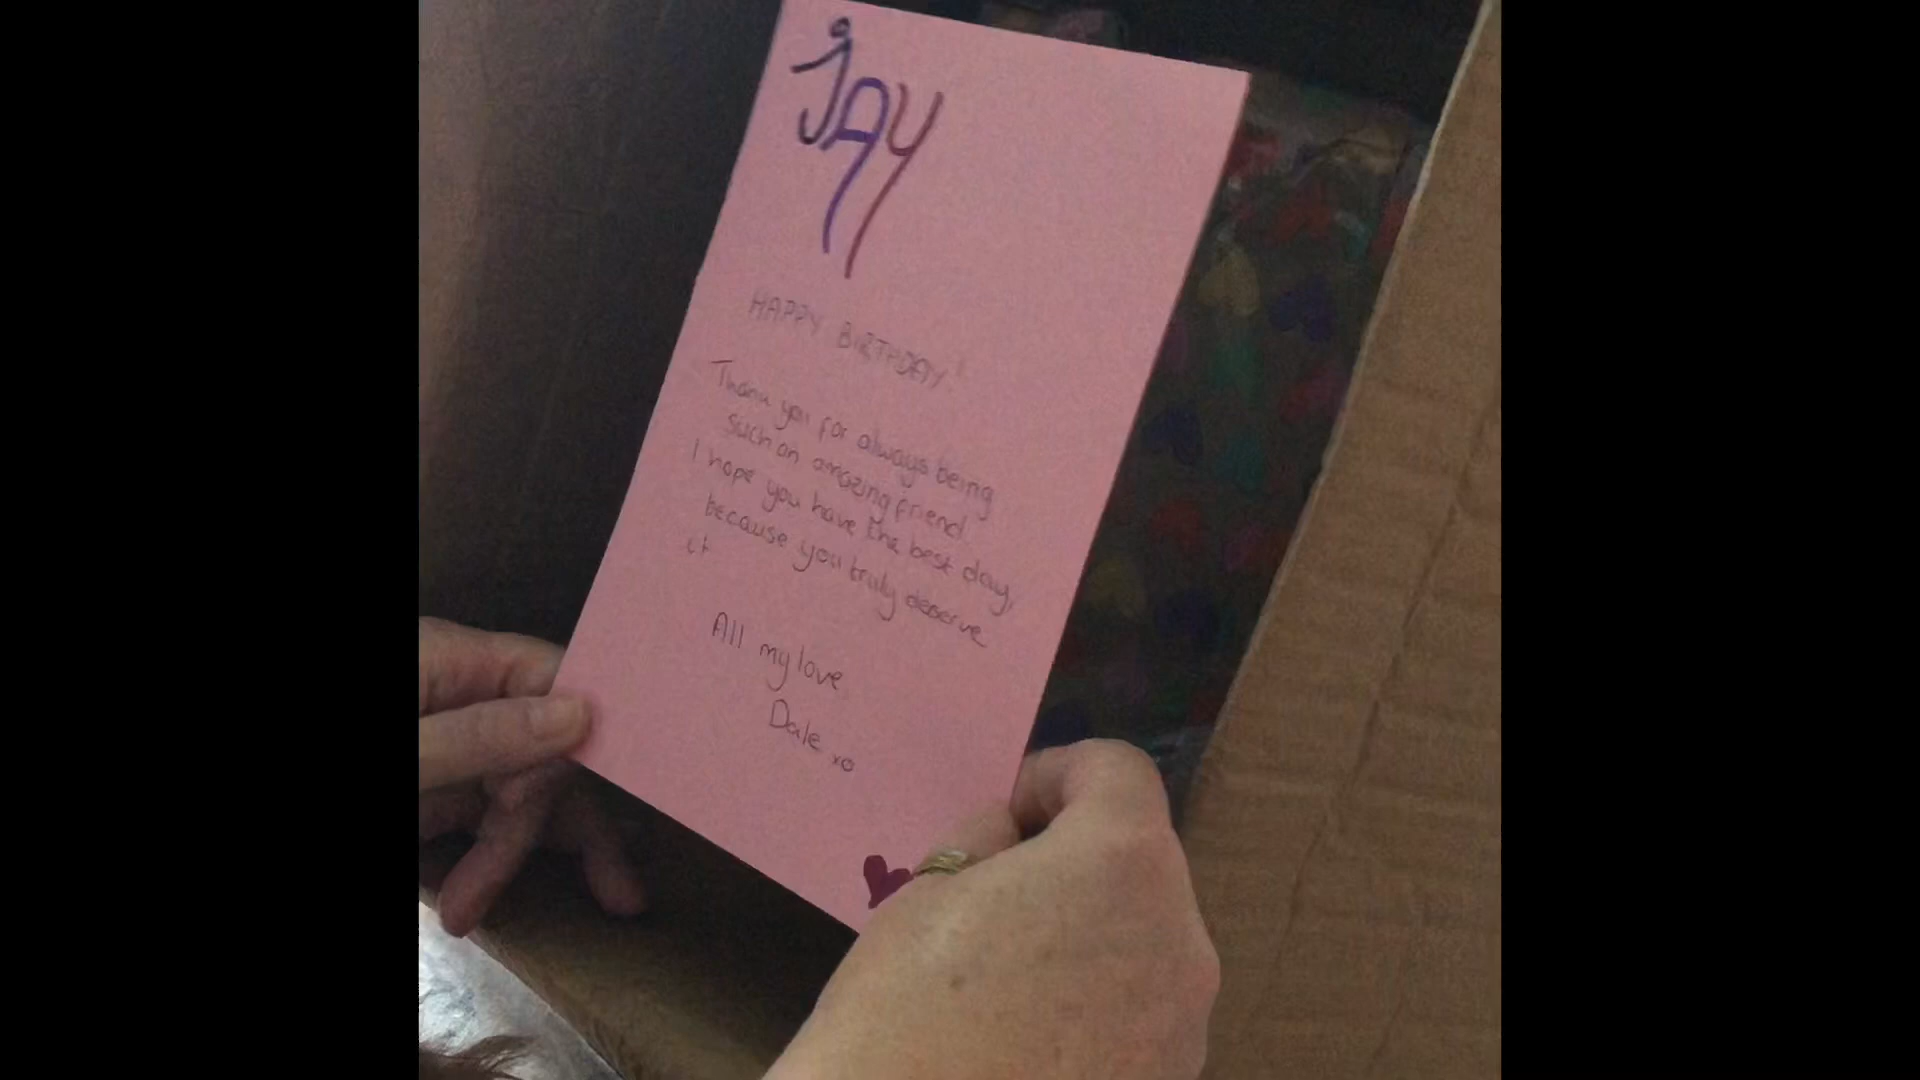 JAY
HAPPY BIRTHDAY!
Thank you for always being
such an amazing friend.
I hope you have the best day,
because you truly deserve
it
All my love
Dale xo